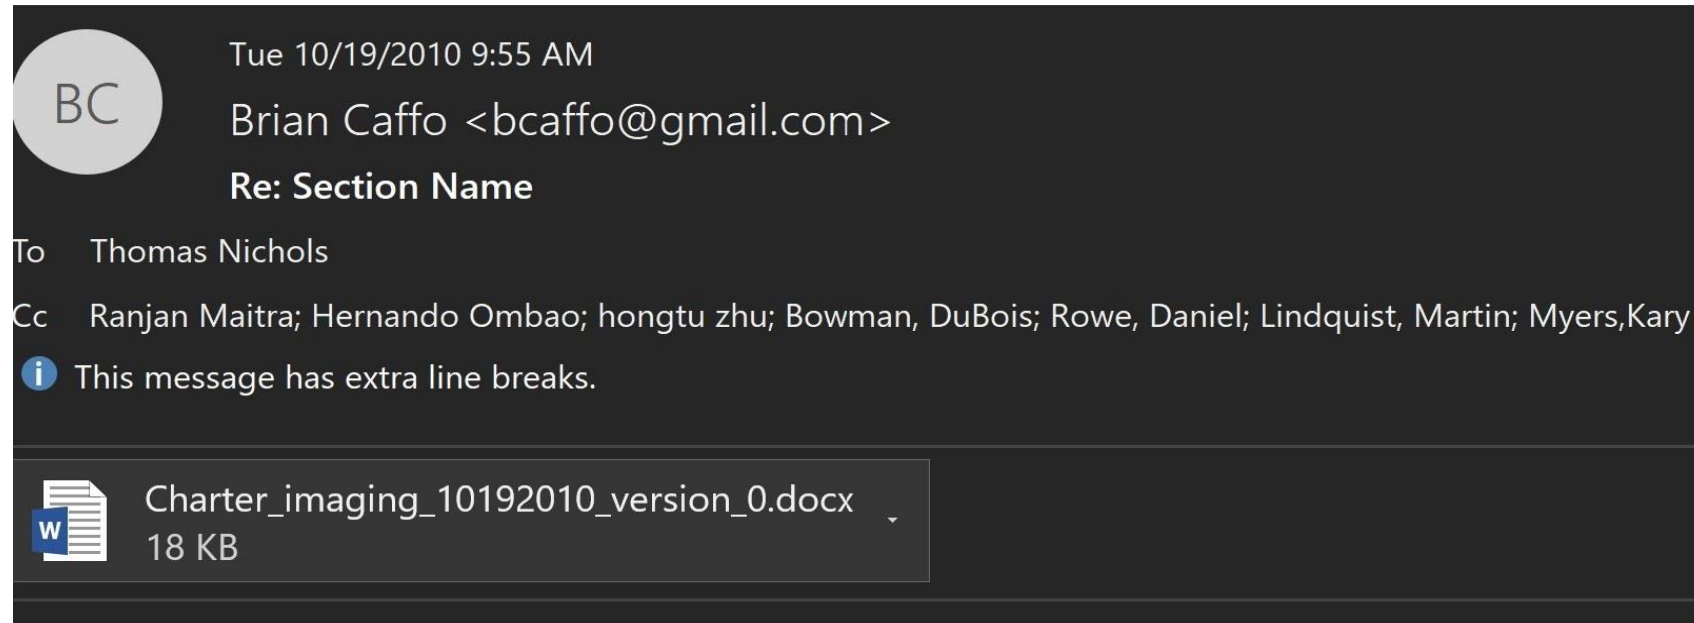 BC
Tue 10/19/2010 9:55 AM
Brian Caffo <bcaffo@gmail.com>
Re: Section Name
To Thomas Nichols
Cc Ranjan Maitra; Hernando Ombao; hongtu zhu; Bowman, DuBois; Rowe, Daniel; Lindquist, Martin; Myers,Kary
i This message has extra line breaks.
W Charter_imaging_10192010_version_0.docx
18 KB